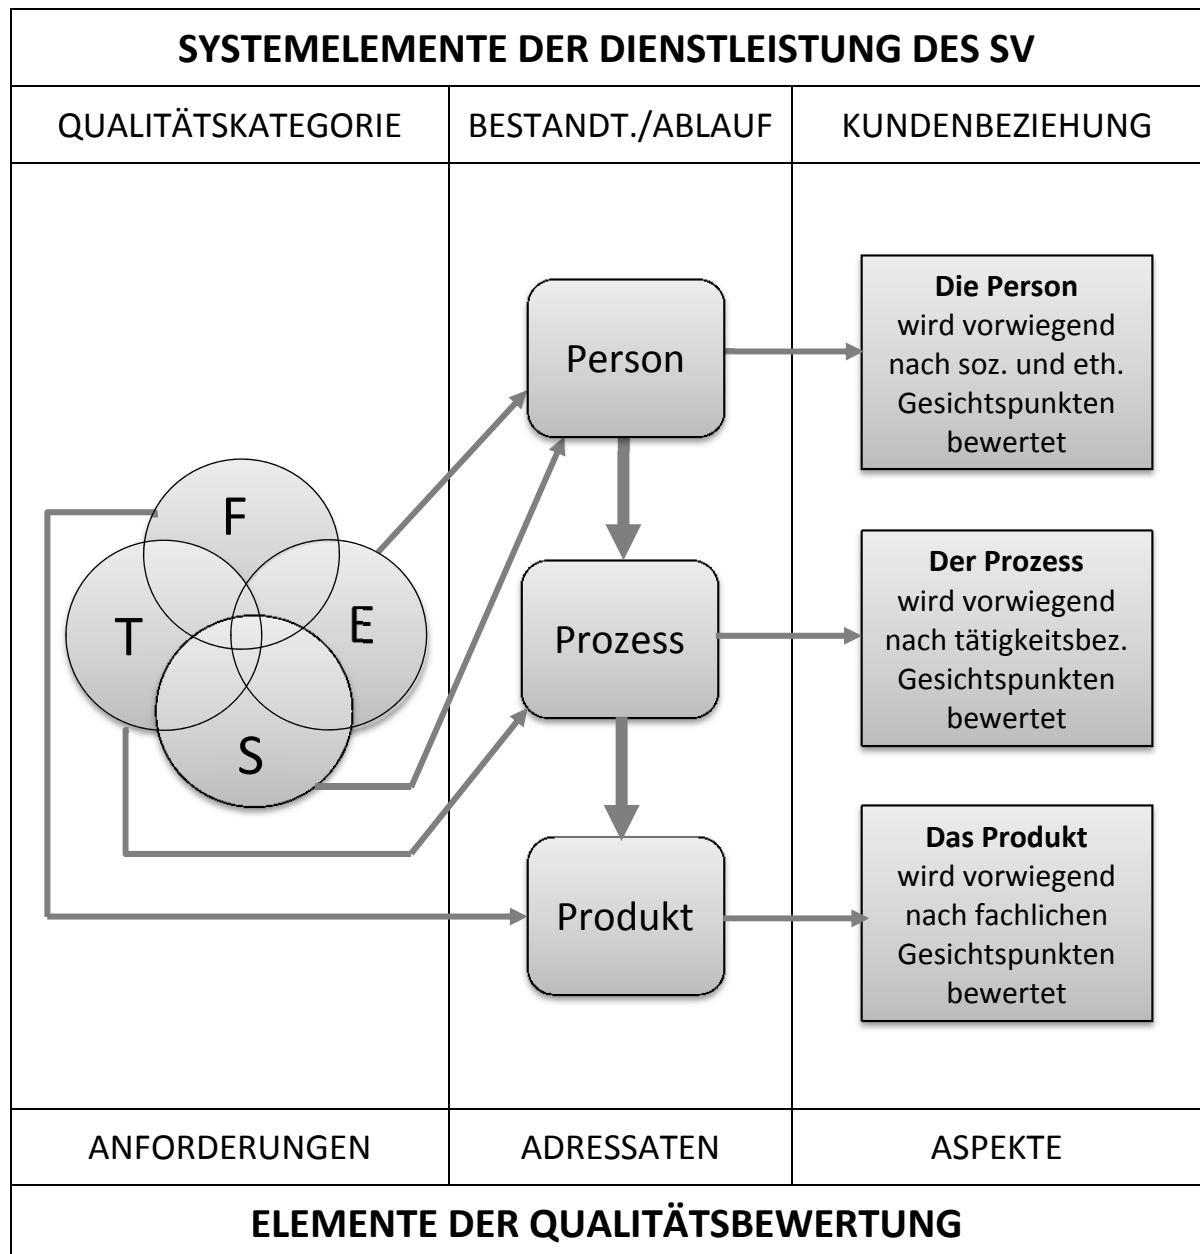 SYSTEMELEMENTE DER DIENSTLEISTUNG DES SV
QUALITÄTSKATEGORIE
BESTANDT./ABLAUF
KUNDENBEZIEHUNG
F
T
E
S
Person
Prozess
Produkt
Die Person
wird vorwiegend
nach soz. und eth.
Gesichtspunkten
bewertet
Der Prozess
wird vorwiegend
nach tätigkeitsbez.
Gesichtspunkten
bewertet
Das Produkt
wird vorwiegend
nach fachlichen
Gesichtspunkten
bewertet
ANFORDERUNGEN
ADRESSATEN
ASPEKTE
ELEMENTE DER QUALITÄTSBEWERTUNG